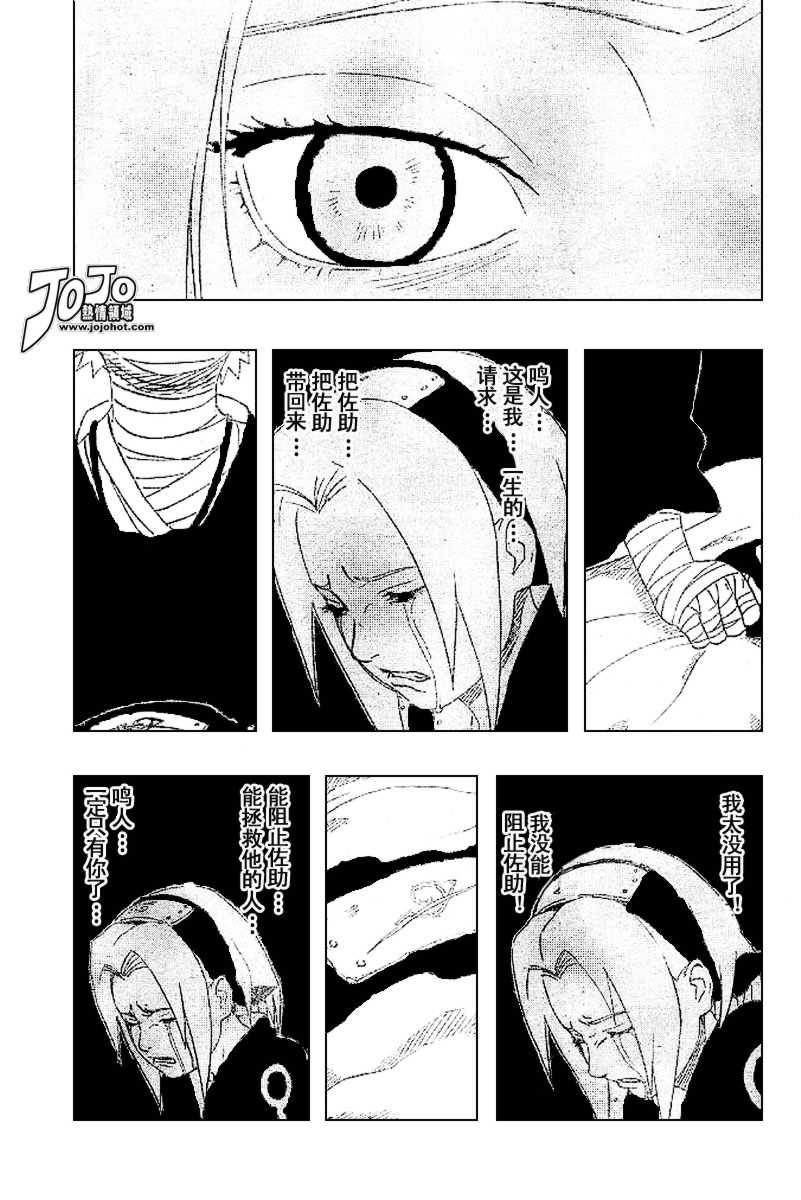 JOJO
熱情領域
www.jojohot.com
鸣人…
这是我…一生的…
请求…
把佐助…
把佐助
带回来…
我太没用了！
我没能
阻止佐助！
能阻止佐助…
能拯救他的人…
鸣人…
一定只有你了…